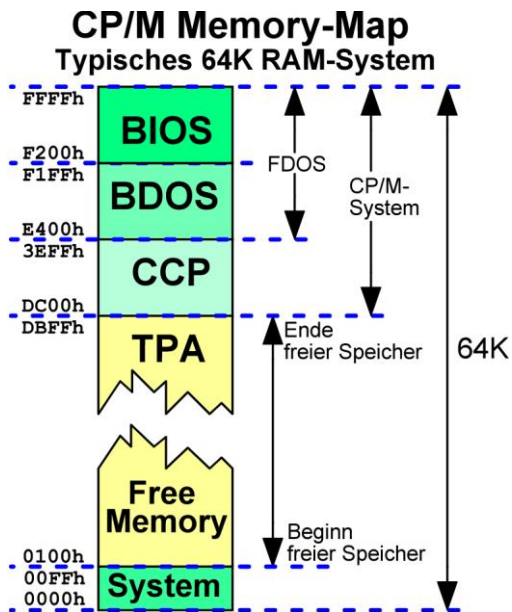 CP/M Memory-Map
Typisches 64K RAM-System
FFFFh
BIOS
F200h
F1FFh
FDOS
BDOS
CP/M-
System
E400h
3EFFh
CCP
DC00h
DBFFh
TPA
Ende
freier Speicher
64K
Free
Memory
Beginn
freier Speicher
0100h
00FFh
System
0000h